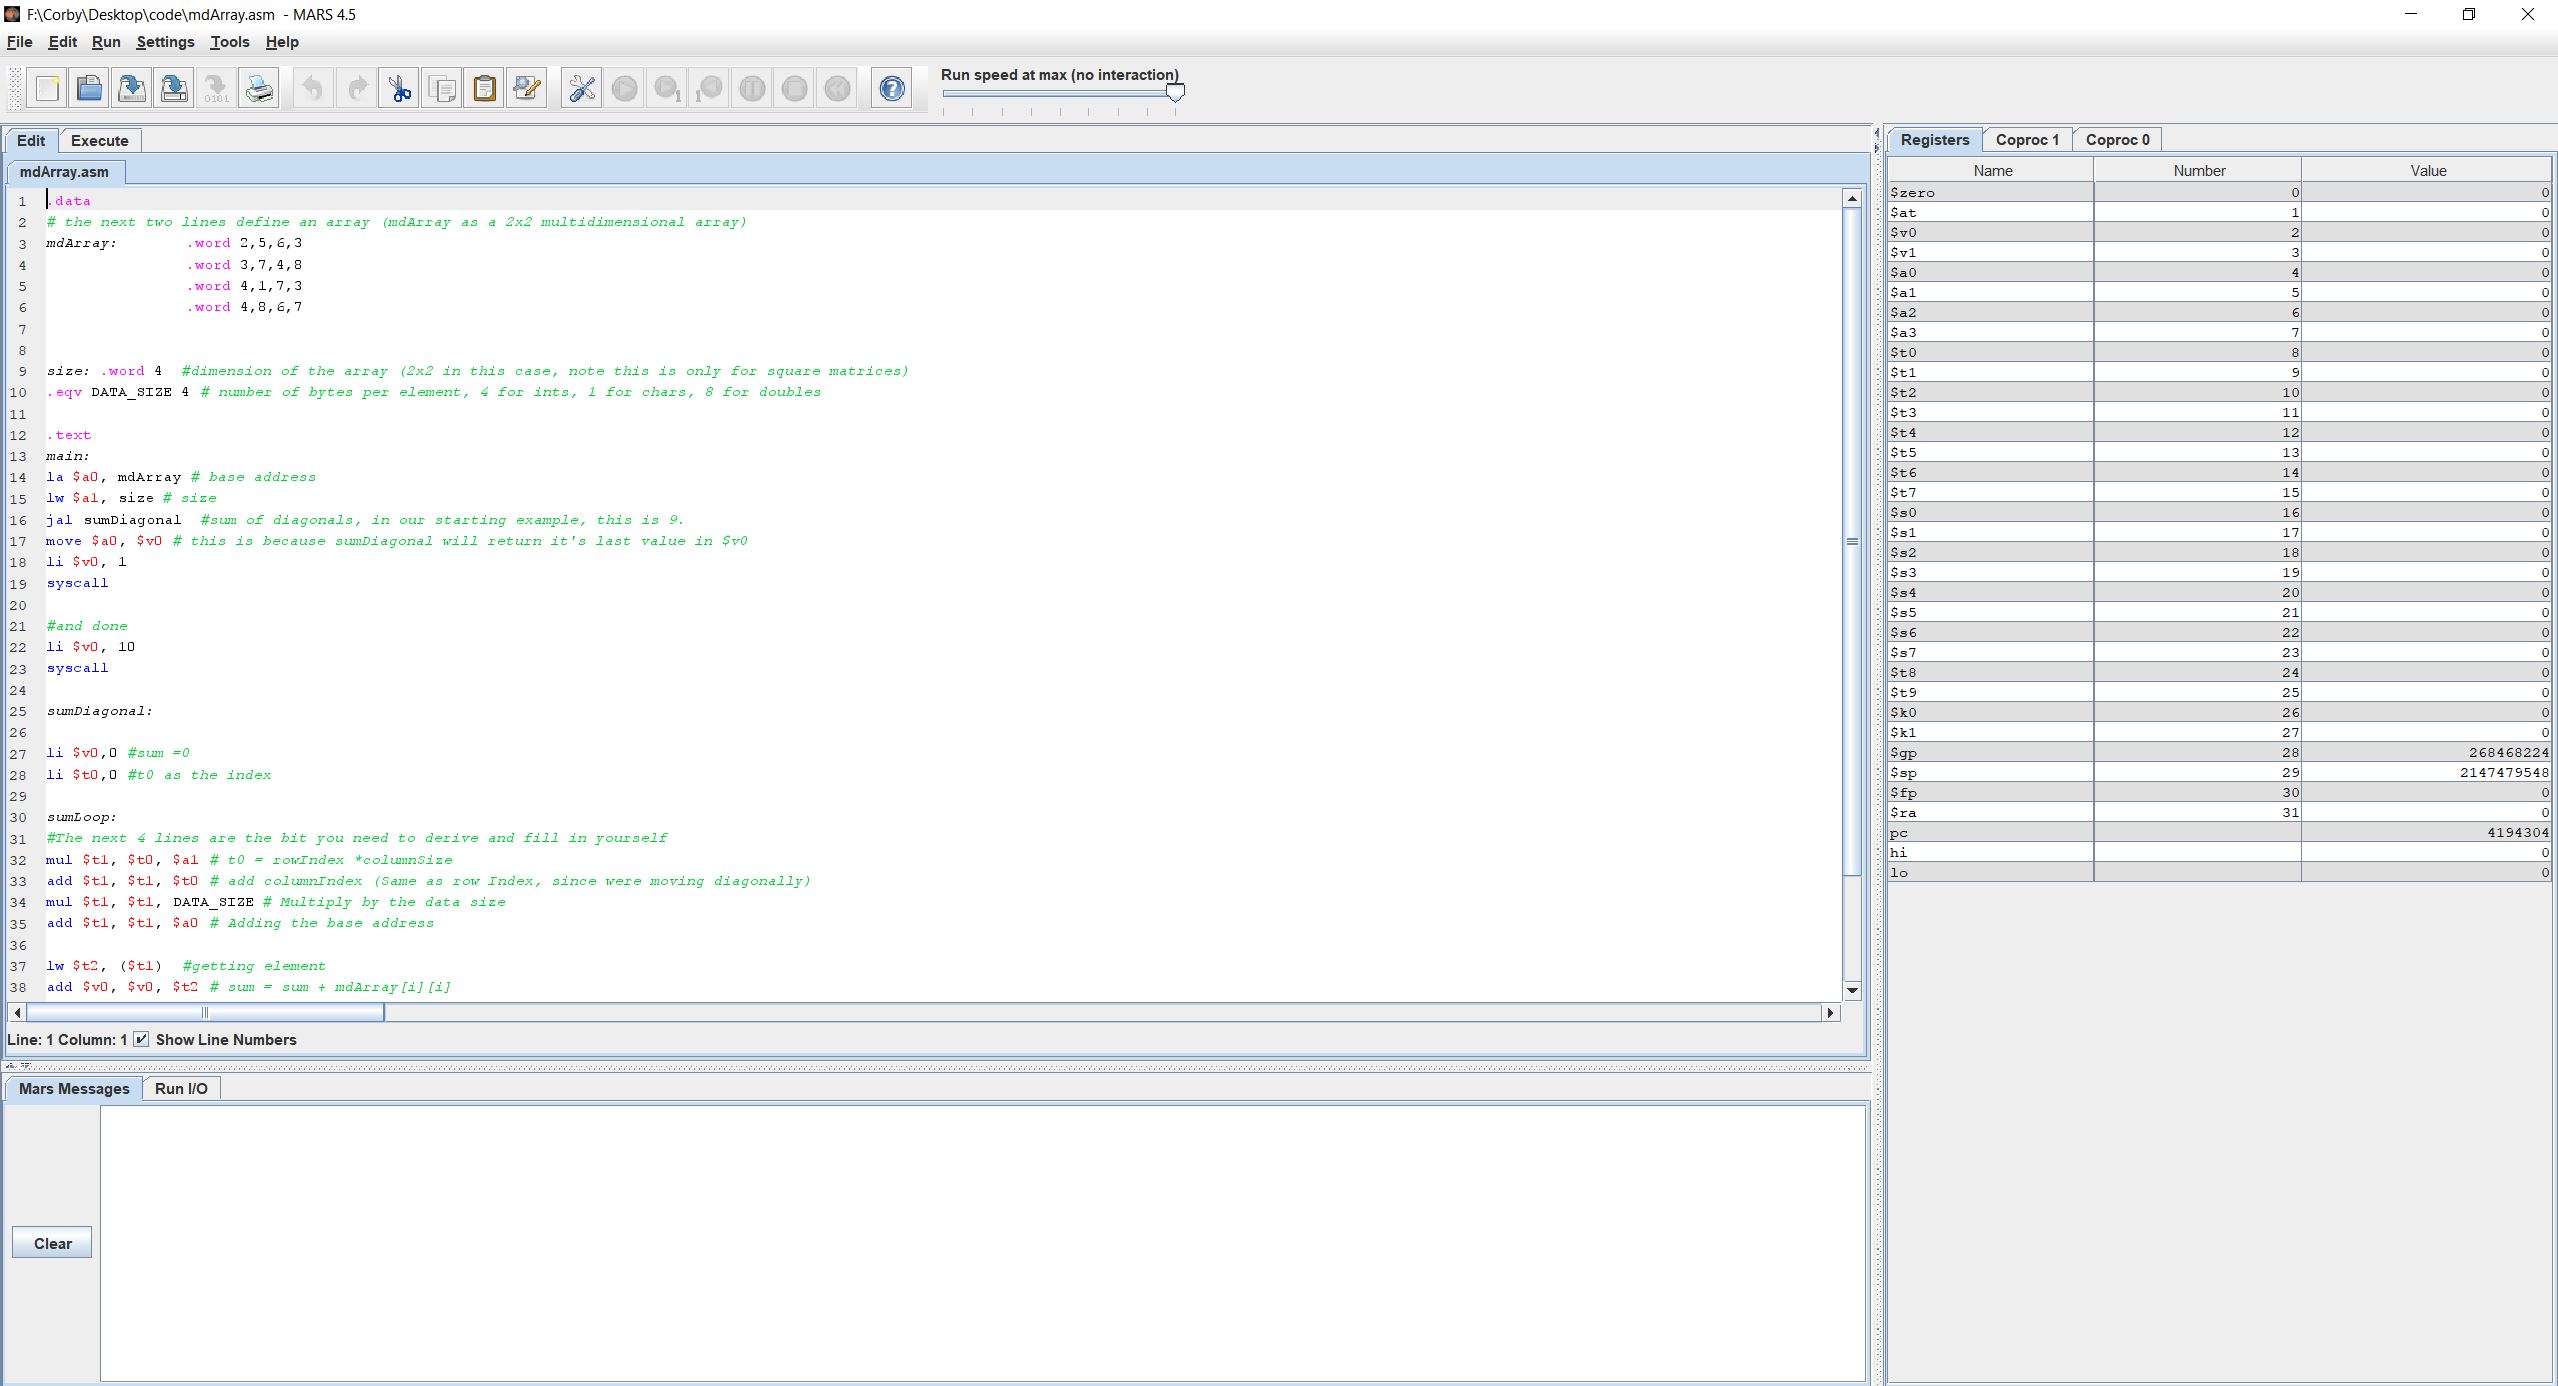 F:\Corby\Desktop\code\mdArray.asm - MARS 4.5
File Edit Run Settings Tools Help
Run speed at max (no interaction)
Edit Execute
mdArray.asm
1 .data
2 # the next two lines define an array (mdArray as a 2x2 multidimensional array)
3 mdArray: .word 2,5,6,3
4 .word 3,7,4,8
5 .word 4,1,7,3
6 .word 4,8,6,7
7
8
9 size: .word 4 #dimension of the array (2x2 in this case, note this is only for square matrices)
10 .eqv DATA_SIZE 4 # number of bytes per element, 4 for ints, 1 for chars, 8 for doubles
11
12 .text
13 main:
14 la $a0, mdArray # base address
15 lw $a1, size # size
16 jal sumDiagonal #sum of diagonals, in our starting example, this is 9.
17 move $a0, $v0 # this is because sumDiagonal will return it's last value in $v0
18 li $v0, 1
19 syscall
20
21 #and done
22 li $v0, 10
23 syscall
24
25 sumDiagonal:
26
27 li $v0,0 #sum =0
28 li $t0,0 #t0 as the index
29
30 sumLoop:
31 #The next 4 lines are the bit you need to derive and fill in yourself
32 mul $t1, $t0, $a1 # t0 = rowIndex *columnSize
33 add $t1, $t1, $t0 # add columnIndex (Same as row Index, since were moving diagonally)
34 mul $t1, $t1, DATA_SIZE # Multiply by the data size
35 add $t1, $t1, $a0 # Adding the base address
36
37 lw $t2, ($t1) #getting element
38 add $v0, $v0, $t2 # sum = sum + mdArray[i][i]
Line: 1 Column: 1 Show Line Numbers
Mars Messages Run I/O
Clear
Registers Coproc 1 Coproc 0
Name Number Value
$zero 0 0
$at 1 0
$v0 2 0
$v1 3 0
$a0 4 0
$a1 5 0
$a2 6 0
$a3 7 0
$t0 8 0
$t1 9 0
$t2 10 0
$t3 11 0
$t4 12 0
$t5 13 0
$t6 14 0
$t7 15 0
$s0 16 0
$s1 17 0
$s2 18 0
$s3 19 0
$s4 20 0
$s5 21 0
$s6 22 0
$s7 23 0
$t8 24 0
$t9 25 0
$k0 26 0
$k1 27 0
$gp 28 268468224
$sp 29 2147479548
$fp 30 0
$ra 31 0
pc 4194304
hi 0
lo 0